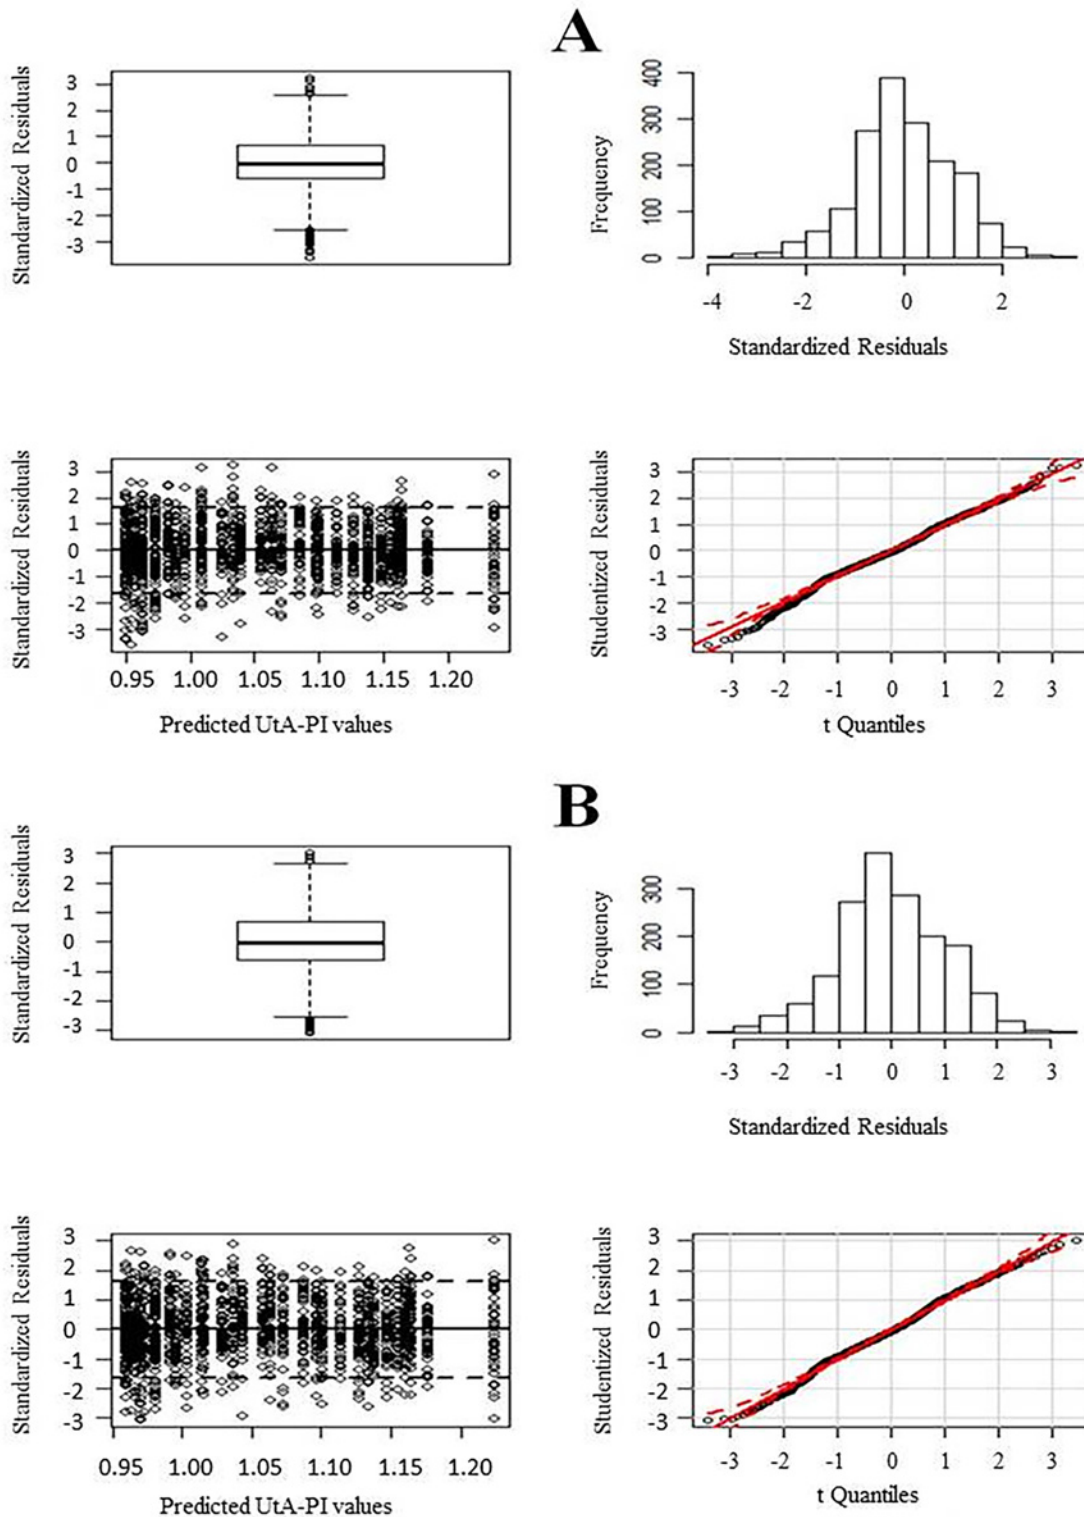 A
Standardized Residuals
3
2
1
0
-1
-2
-3
Frequency
400
300
200
100
0
-4 -2 0 2
Standardized Residuals
Standardized Residuals
3
2
1
0
-1
-2
-3
0.95 1.00 1.05 1.10 1.15 1.20
Predicted UtA-PI values
Studentized Residuals
3
2
1
0
-1
-2
-3
-3 -2 -1 0 1 2 3
t Quantiles
B
Standardized Residuals
3
2
1
0
-1
-2
-3
Frequency
300
100
0
-3 -2 -1 0 1 2 3
Standardized Residuals
Standardized Residuals
3
2
1
0
-1
-2
-3
0.95 1.00 1.05 1.10 1.15 1.20
Predicted UtA-PI values
Studentized Residuals
3
2
1
0
-1
-2
-3
-3 -2 -1 0 1 2 3
t Quantiles